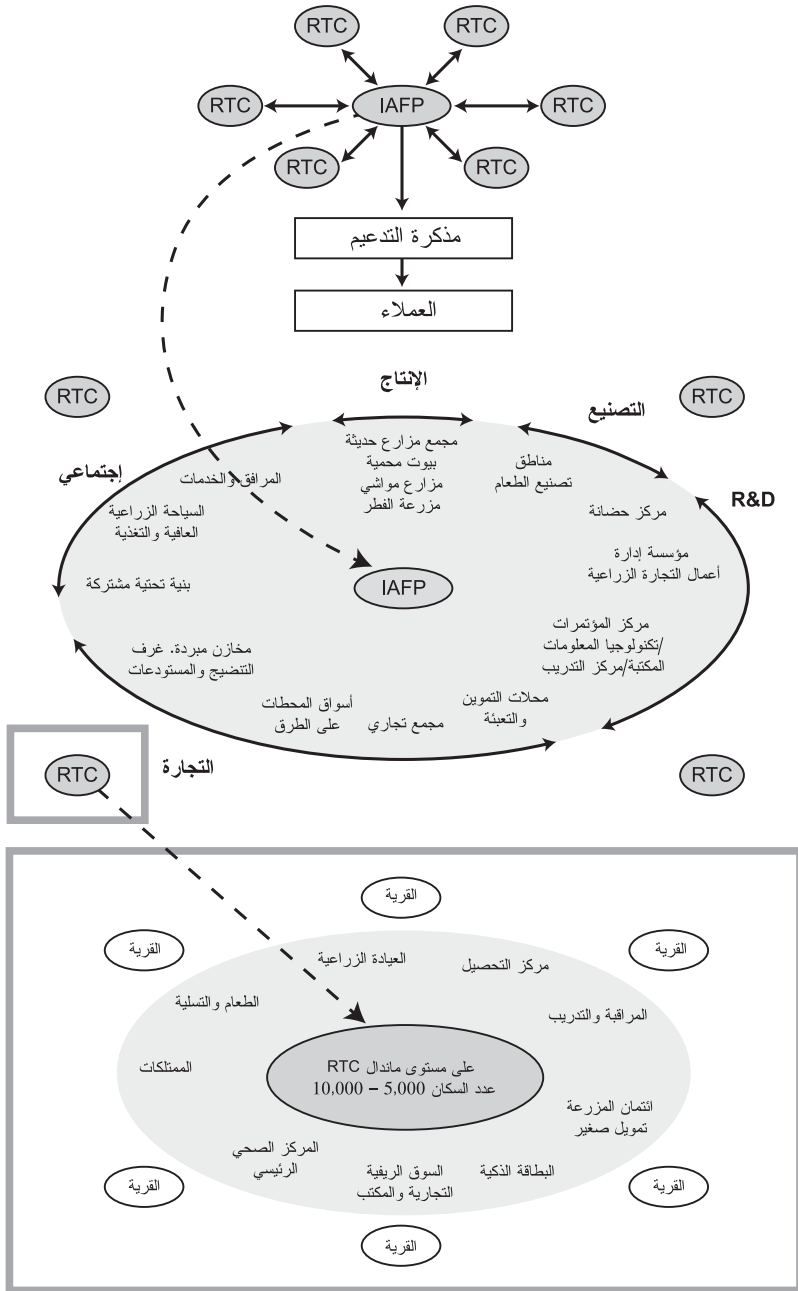 RTC
RTC
RTC
IAFP
RTC
RTC
RTC
مذكرة التدعيم
العملاء
RTC
RTC
الإنتاج
التصنيع
إجتماعي
R&D
مجمع مزارع حديثة
بيوت محمية
مزارع مواشي
مزرعة الفطر
مناطق
تصنيع الطعام
المرافق والخدمات
مركز حضانة
السياحة الزراعية
العافية والتغذية
مؤسسة إدارة
أعمال التجارة الزراعية
بنية تحتية مشتركة
IAFP
مركز المؤتمرات
/تكنولوجيا المعلومات
المكتبة/مركز التدريب
مخازن مبردة. غرف
التنضيج والمستودعات
محلات التموين
والتعبئة
مجمع تجاري
أسواق المحطات
على الطرق
التجارة
RTC
RTC
القرية
القرية
القرية
العيادة الزراعية
مركز التحصيل
الطعام والتسلية
المراقبة والتدريب
الممتلكات
على مستوى ماندال RTC
عدد السكان 5,000 – 10,000
ائتمان المزرعة
تمويل صغير
المركز الصحي
الرئيسي
السوق الريفية
التجارية والمكتب
البطاقة الذكية
القرية
القرية
القرية